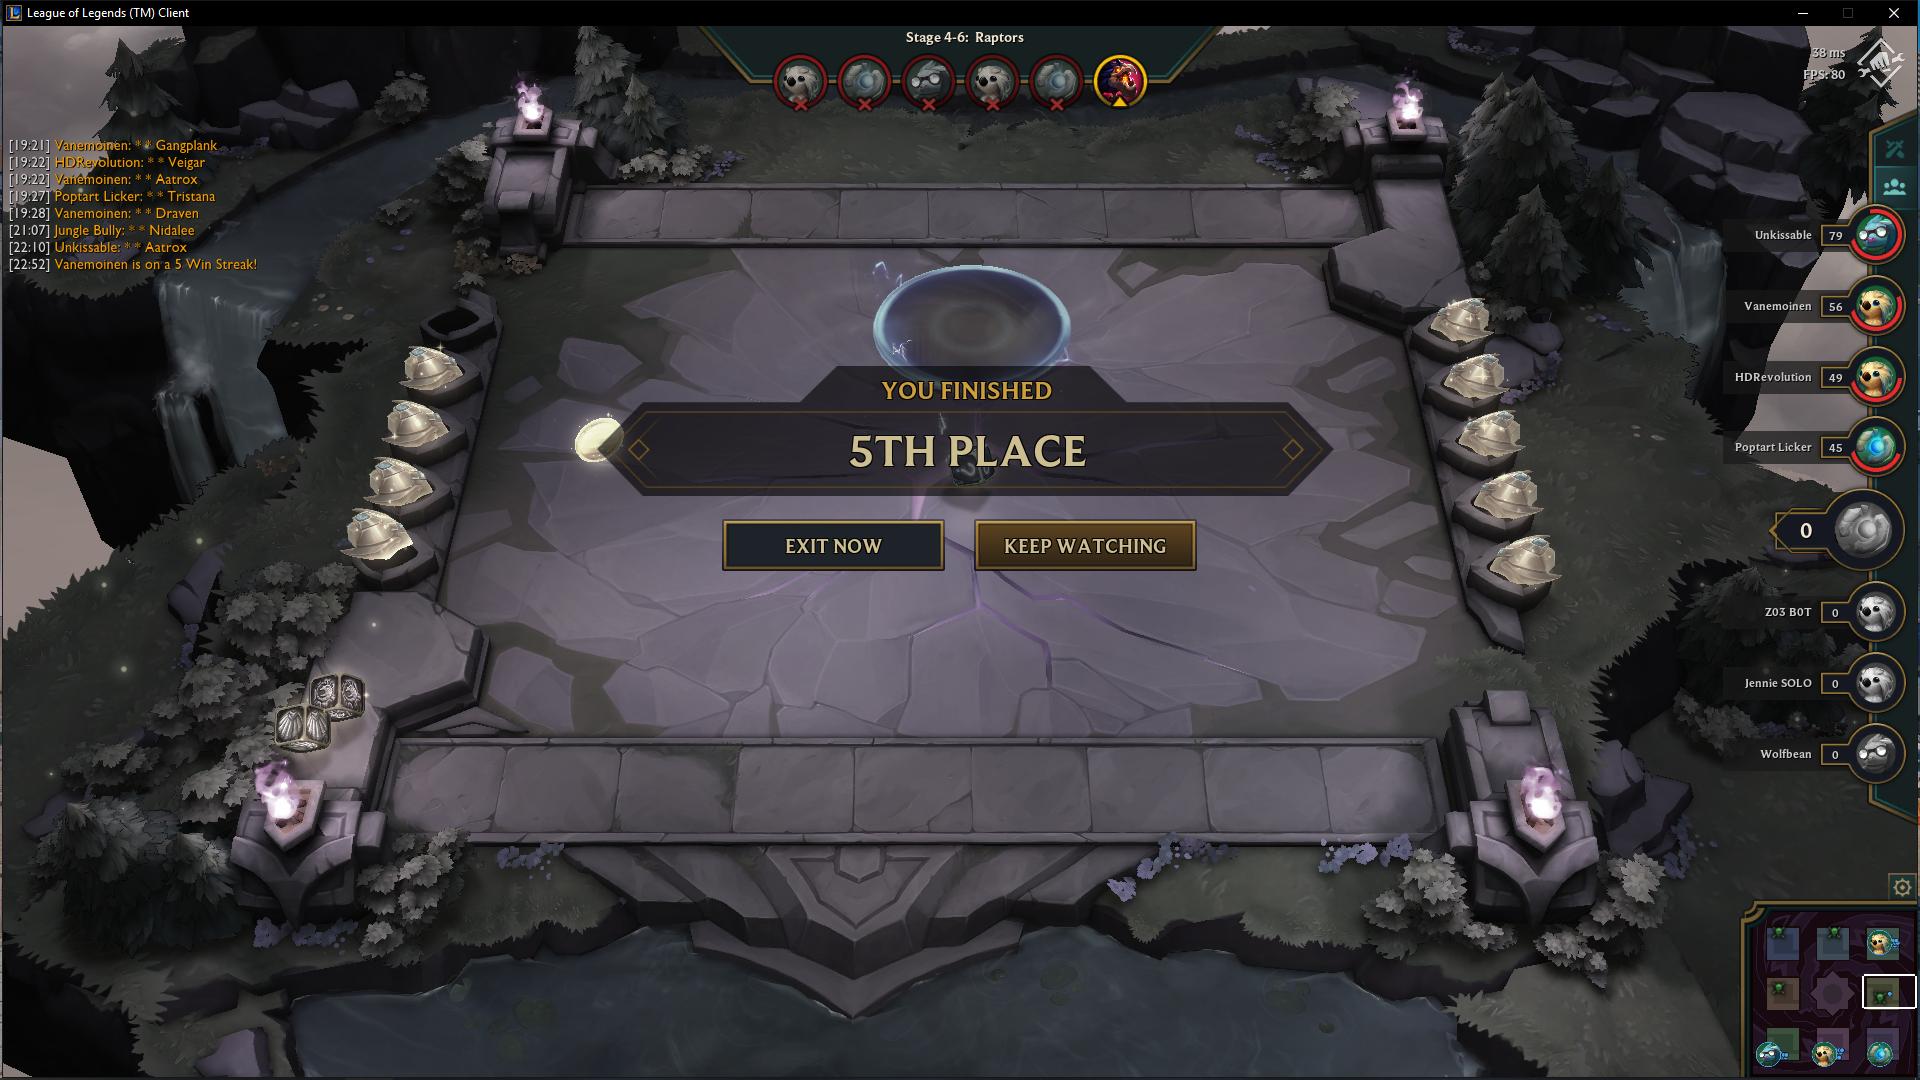 League of Legends (TM) Client
Stage 4-6: Raptors
38 ms
FPS: 80
[19:21] Vanemoinen: * * Gangplank
[19:22] HDRevolution: * * Veigar
[19:22] Vanemoinen: * * Aatrox
[19:27] Poptart Licker: * * Tristana
[19:28] Vanemoinen: * * Draven
[21:07] Jungle Bully: * * Nidalee
[22:10] Unkissable: * * Aatrox
[22:52] Vanemoinen is on a 5 Win Streak!
Unkissable 79
Vanemoinen 56
HDRevolution 49
Poptart Licker 45
0
Z03 B0T 0
Jennie SOLO 0
Wolfbean 0
YOU FINISHED
5TH PLACE
EXIT NOW
KEEP WATCHING